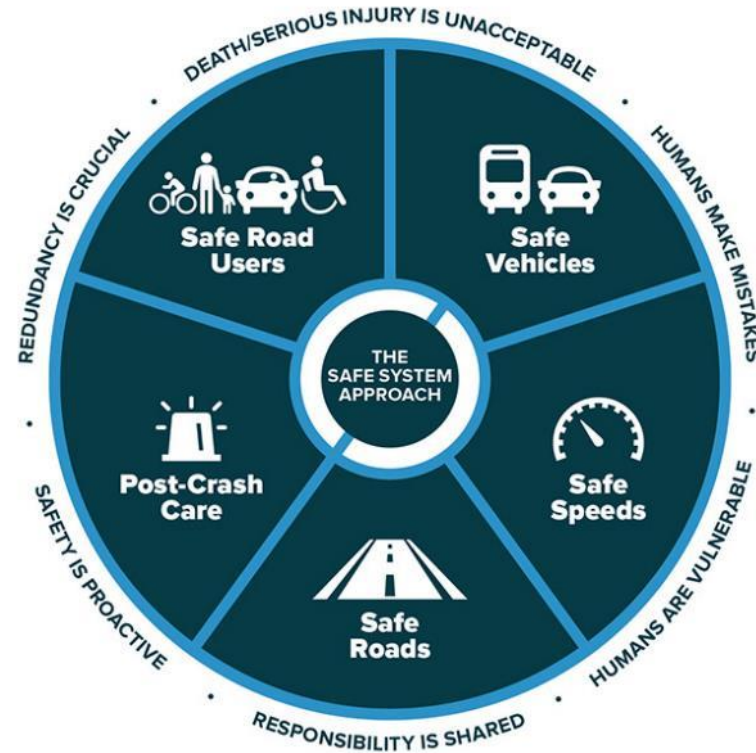 DEATH/SERIOUS INJURY IS UNACCEPTABLE
HUMANS MAKE MISTAKES
HUMANS ARE VULNERABLE
RESPONSIBILITY IS SHARED
SAFETY IS PROACTIVE
REDUNDANCY IS CRUCIAL
Safe Road
Users
Safe
Vehicles
Safe
Speeds
Safe
Roads
Post-Crash
Care
THE
SAFE SYSTEM
APPROACH